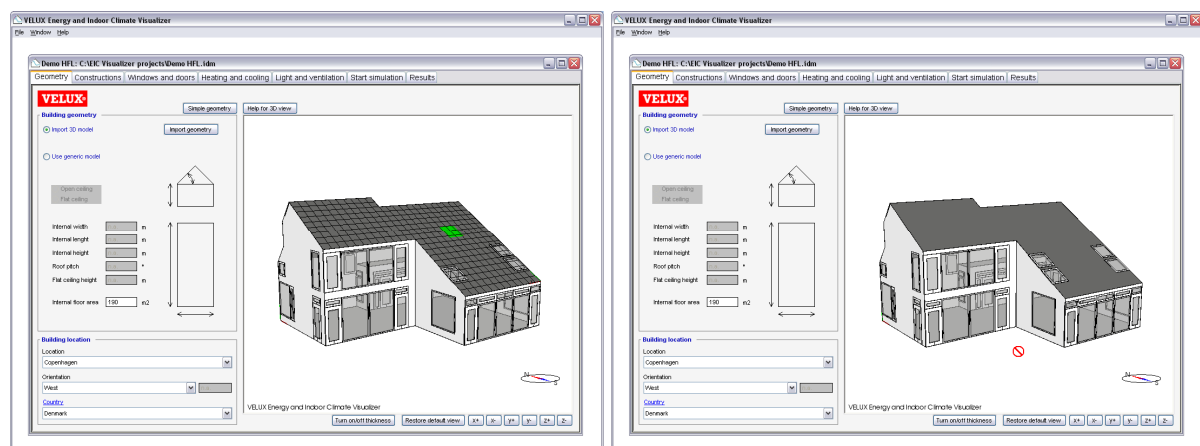 VELUX Energy and Indoor Climate Visualizer
File Window Help
Demo HFL: C:\EIC Visualizer projects\Demo HFL.idm
Geometry Constructions Windows and doors Heating and cooling Light and ventilation Start simulation Results
VELUX®
Simple geometry Help for 3D view
Building geometry
Import 3D model Import geometry
Use generic model
Open ceiling
Flat ceiling
Internal width m
Internal lenght m
Internal height m
Roof pitch °
Flat ceiling height m
Internal floor area 190 m2
Building location
Location
Copenhagen
Orientation
West
Country
Denmark
N
S
VELUX Energy and Indoor Climate Visualizer
Turn on/off thickness Restore default view x+ x- y+ y- z+ z-
VELUX Energy and Indoor Climate Visualizer
File Window Help
Demo HFL: C:\EIC Visualizer projects\Demo HFL.idm
Geometry Constructions Windows and doors Heating and cooling Light and ventilation Start simulation Results
VELUX®
Simple geometry Help for 3D view
Building geometry
Import 3D model Import geometry
Use generic model
Open ceiling
Flat ceiling
Internal width m
Internal lenght m
Internal height m
Roof pitch °
Flat ceiling height m
Internal floor area 190 m2
Building location
Location
Copenhagen
Orientation
West
Country
Denmark
N
S
VELUX Energy and Indoor Climate Visualizer
Turn on/off thickness Restore default view x+ x- y+ y- z+ z-